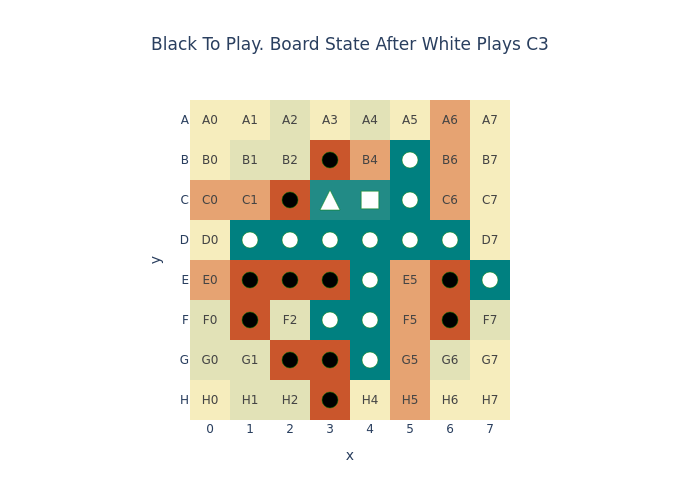 Black To Play. Board State After White Plays C3
A A0 A1 A2 A3 A4 A5 A6 A7
B B0 B1 B2 B4 B6 B7
C C0 C1 C6 C7
D D0 D7
y
E E0 E5
F F0 F2 F5 F7
G G0 G1 G5 G6 G7
H H0 H1 H2 H4 H5 H6 H7
0 1 2 3 4 5 6 7
x